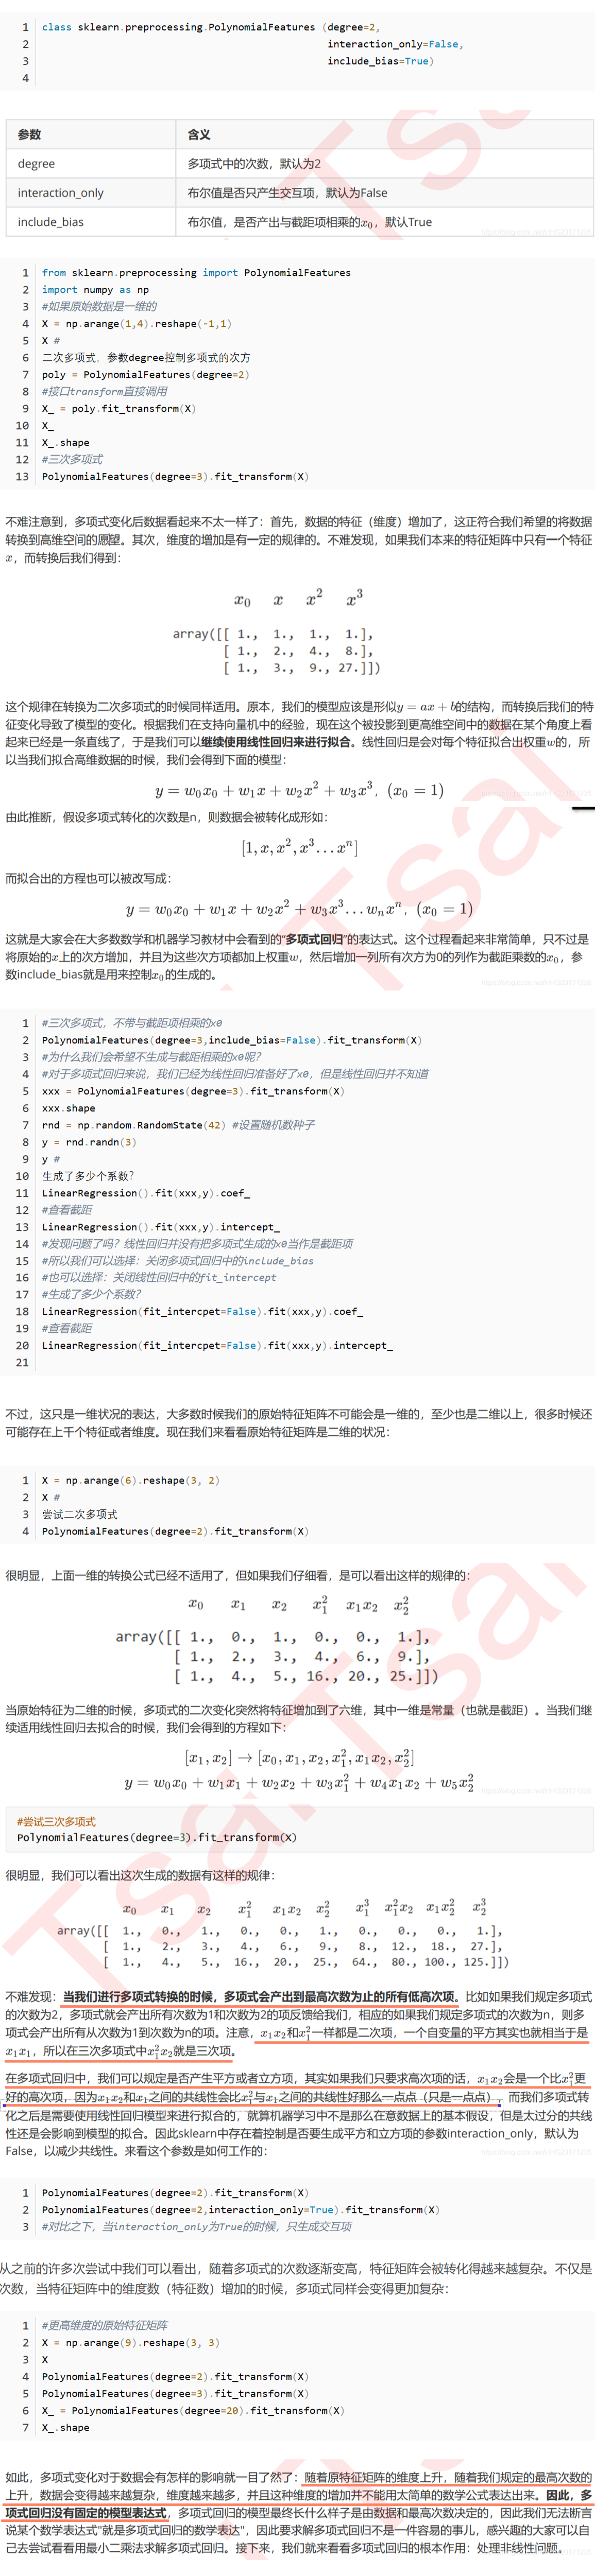 1 class sklearn.preprocessing.PolynomialFeatures (degree=2,
2 interaction_only=False,
3 include_bias=True)
4
参数 含义
degree 多项式中的次数，默认为2
interaction_only 布尔值是否只产生交互项，默认为False
include_bias 布尔值，是否产出与截距项相乘的x₀，默认True
1 from sklearn.preprocessing import PolynomialFeatures
2 import numpy as np
3 #如果原始数据是一维的
4 X = np.arange(1,4).reshape(-1,1)
5 X #
6 二次多项式，参数degree控制多项式的次方
7 poly = PolynomialFeatures(degree=2)
8 #接口transform直接调用
9 X_ = poly.fit_transform(X)
10 X_
11 X_.shape
12 #三次多项式
13 PolynomialFeatures(degree=3).fit_transform(X)
不难注意到，多项式变化后数据看起来不太一样了：首先，数据的特征（维度）增加了，这正符合我们希望的将数据
转换到高维空间的愿望。其次，维度的增加是有一定的规律的。不难发现，如果我们本来的特征矩阵中只有一个特征
x，而转换后我们得到：
x₀ x x² x³
array([[ 1., 1., 1., 1.],
[ 1., 2., 4., 8.],
[ 1., 3., 9., 27.]])
这个规律在转换为二次多项式的时候同样适用。原本，我们的模型应该是形似y = ax + b的结构，而转换后我们的特
征变化导致了模型的变化。根据我们在支持向量机中的经验，现在这个被投影到更高维空间中的数据在某个角度上看
起来已经是一条直线了，于是我们可以继续使用线性回归来进行拟合。线性回归是会对每个特征拟合出权重w的，所
以当我们拟合高维数据的时候，我们会得到下面的模型：
y = w₀x₀ + w₁x + w₂x² + w₃x³，(x₀ = 1)
由此推断，假设多项式转化的次数是n，则数据会被转化成形如：
[1, x, x², x³...xⁿ]
而拟合出的方程也可以被改写成：
y = w₀x₀ + w₁x + w₂x² + w₃x³...wₙxⁿ，(x₀ = 1)
这就是大家会在大多数数学和机器学习教材中会看到的"多项式回归"的表达式。这个过程看起来非常简单，只不过是
将原始的x上的次方增加，并且为这些次方项都加上权重w，然后增加一列所有次方为0的列作为截距乘数的x₀，参
数include_bias就是用来控制x₀的生成的。
1 #三次多项式，不带与截距项相乘的x0
2 PolynomialFeatures(degree=3,include_bias=False).fit_transform(X)
3 #为什么我们会希望不生成与截距相乘的x0呢？
4 #对于多项式回归来说，我们已经为线性回归准备好了x0，但是线性回归并不知道
5 xxx = PolynomialFeatures(degree=3).fit_transform(X)
6 xxx.shape
7 rnd = np.random.RandomState(42) #设置随机数种子
8 y = rnd.randn(3)
9 y #
10 生成了多少个系数？
11 LinearRegression().fit(xxx,y).coef_
12 #查看截距
13 LinearRegression().fit(xxx,y).intercept_
14 #发现问题了吗？线性回归并没有把多项式生成的x0当作是截距项
15 #所以我们可以选择：关闭多项式回归中的include_bias
16 #也可以选择：关闭线性回归中的fit_intercept
17 #生成了多少个系数？
18 LinearRegression(fit_intercpet=False).fit(xxx,y).coef_
19 #查看截距
20 LinearRegression(fit_intercpet=False).fit(xxx,y).intercept_
21
不过，这只是一维状况的表达，大多数时候我们的原始特征矩阵不可能会是一维的，至少也是二维以上，很多时候还
可能存在上千个特征或者维度。现在我们来看看原始特征矩阵是二维的状况：
1 X = np.arange(6).reshape(3, 2)
2 X #
3 尝试二次多项式
4 PolynomialFeatures(degree=2).fit_transform(X)
很明显，上面一维的转换公式已经不适用了，但如果我们仔细看，是可以看出这样的规律的：
x₀ x₁ x₂ x₁² x₁x₂ x₂²
array([[ 1., 0., 1., 0., 0., 1.],
[ 1., 2., 3., 4., 6., 9.],
[ 1., 4., 5., 16., 20., 25.]])
当原始特征为二维的时候，多项式的二次变化突然将特征增加到了六维，其中一维是常量（也就是截距）。当我们继
续适用线性回归去拟合的时候，我们会得到的方程如下：
[x₁, x₂] → [x₀, x₁, x₂, x₁², x₁x₂, x₂²]
y = w₀x₀ + w₁x₁ + w₂x₂ + w₃x₁² + w₄x₁x₂ + w₅x₂²
#尝试三次多项式
PolynomialFeatures(degree=3).fit_transform(X)
很明显，我们可以看出这次生成的数据有这样的规律：
x₀ x₁ x₂ x₁² x₁x₂ x₂² x₁³ x₁²x₂ x₁x₂² x₂³
array([[ 1., 0., 1., 0., 0., 1., 0., 0., 0., 1.],
[ 1., 2., 3., 4., 6., 9., 8., 12., 18., 27.],
[ 1., 4., 5., 16., 20., 25., 64., 80., 100., 125.]])
不难发现：当我们进行多项式转换的时候，多项式会产出到最高次数为止的所有低高次项。比如如果我们规定多项式
的次数为2，多项式就会产出所有次数为1和次数为2的项反馈给我们，相应的如果我们规定多项式的次数为n，则多
项式会产出所有从次数为1到次数为n的项。注意，x₁x₂和x₁²一样都是二次项，一个自变量的平方其实也就相当于是
x₁x₁，所以在三次多项式中x₁²x₂就是三次项。
在多项式回归中，我们可以规定是否产生平方或者立方项，其实如果我们只要求高次项的话，x₁x₂会是一个比x₁²更
好的高次项，因为x₁x₂和x₁之间的共线性会比x₁²与x₁之间的共线性好那么一点点（只是一点点），而我们多项式转
化之后是需要使用线性回归模型来进行拟合的，就算机器学习中不是那么在意数据上的基本假设，但是太过分的共线
性还是会影响到模型的拟合。因此sklearn中存在着控制是否要生成平方和立方项的参数interaction_only，默认为
False，以减少共线性。来看这个参数是如何工作的：
1 PolynomialFeatures(degree=2).fit_transform(X)
2 PolynomialFeatures(degree=2,interaction_only=True).fit_transform(X)
3 #对比之下，当interaction_only为True的时候，只生成交互项
从之前的许多次尝试中我们可以看出，随着多项式的次数逐渐变高，特征矩阵会被转化得越来越复杂。不仅是
次数，当特征矩阵中的维度数（特征数）增加的时候，多项式同样会变得更加复杂：
1 #更高维度的原始特征矩阵
2 X = np.arange(9).reshape(3, 3)
3 X
4 PolynomialFeatures(degree=2).fit_transform(X)
5 PolynomialFeatures(degree=3).fit_transform(X)
6 X_ = PolynomialFeatures(degree=20).fit_transform(X)
7 X_.shape
如此，多项式变化对于数据会有怎样的影响就一目了然了：随着原特征矩阵的维度上升，随着我们规定的最高次数的
上升，数据会变得越来越复杂，维度越来越多，并且这种维度的增加并不能用太简单的数学公式表达出来。因此，多
项式回归没有固定的模型表达式，多项式回归的模型最终长什么样子是由数据和最高次数决定的，因此我们无法断言
说某个数学表达式"就是多项式回归的数学表达"，因此要求解多项式回归不是一件容易的事儿，感兴趣的大家可以自
己去尝试看看用最小二乘法求解多项式回归。接下来，我们就来看看多项式回归的根本作用：处理非线性问题。